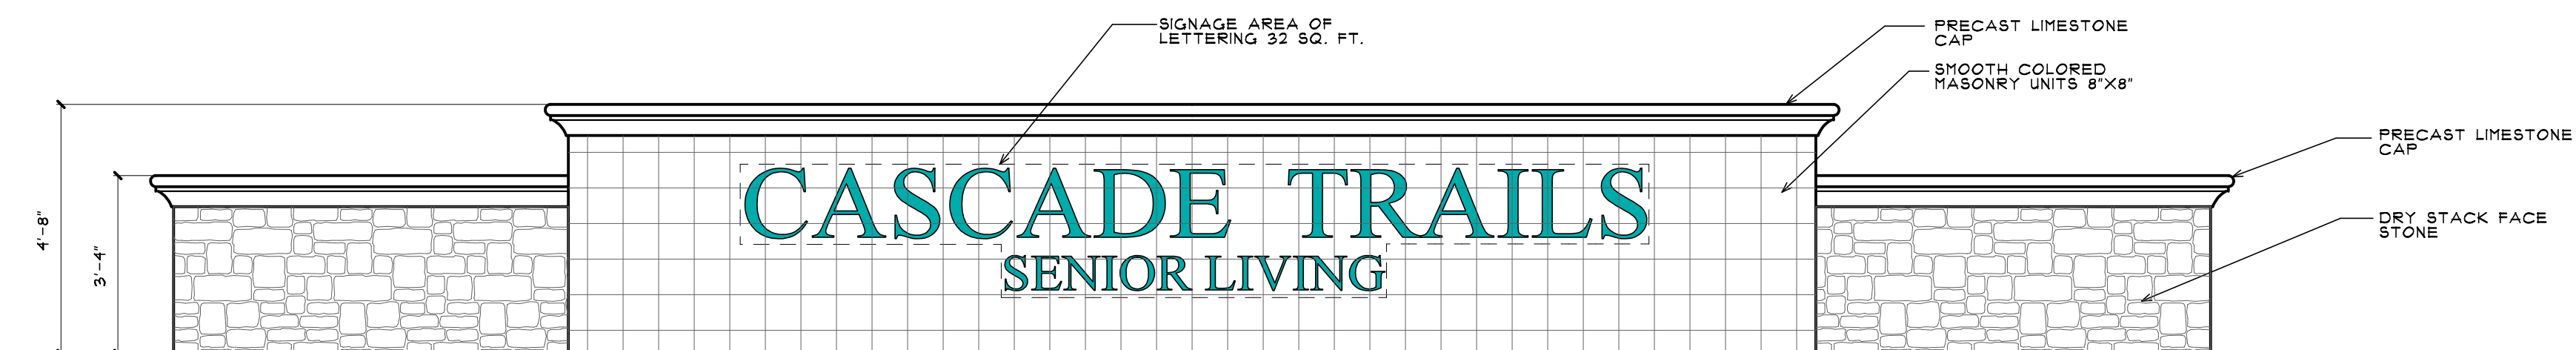 SIGNAGE AREA OF
LETTERING 32 SQ. FT.
PRECAST LIMESTONE
CAP
SMOOTH COLORED
MASONRY UNITS 8"X8"
PRECAST LIMESTONE
CAP
DRY STACK FACE
STONE
4'-8"
3'-4"
CASCADE TRAILS
SENIOR LIVING